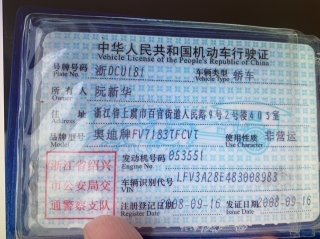 中华人民共和国机动车行驶证
Vehicle License of the People's Republic of China
号牌号码 浙DCU181 车辆类型 轿车
Plate No. Vehicle Type
所有人 阮新华
Owner
住址 浙江省上虞市百官街道人民路9号2号楼405室
Address
品牌型号 奥迪牌FV7183TFCVT 使用性质 非营运
Model Use Character
浙江省绍兴
市公安局交
通警察支队
发动机号码 053551
Engine No.
车辆识别代号 LFV3A28E483008983
VIN
注册登记日期 2008-09-16 发证日期 2008-09-16
Register Date Issue Date